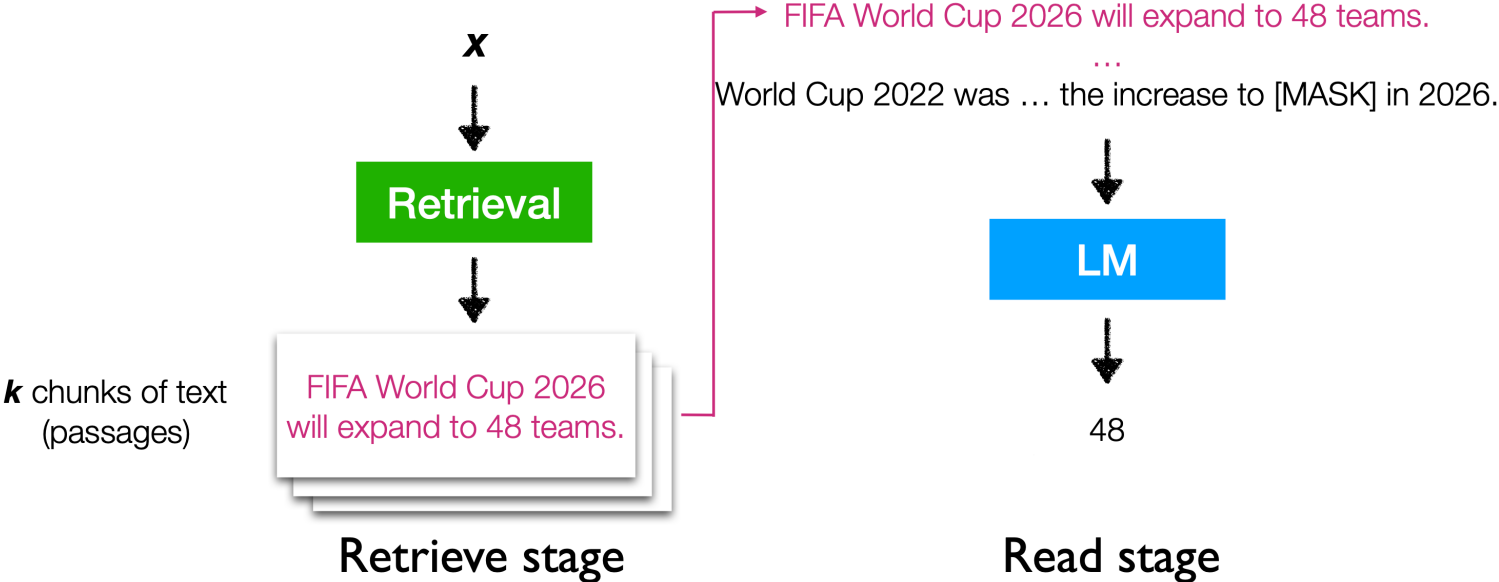 x
Retrieval
k chunks of text
(passages)
FIFA World Cup 2026
will expand to 48 teams.
Retrieve stage
FIFA World Cup 2026 will expand to 48 teams.
…
World Cup 2022 was … the increase to [MASK] in 2026.
LM
48
Read stage